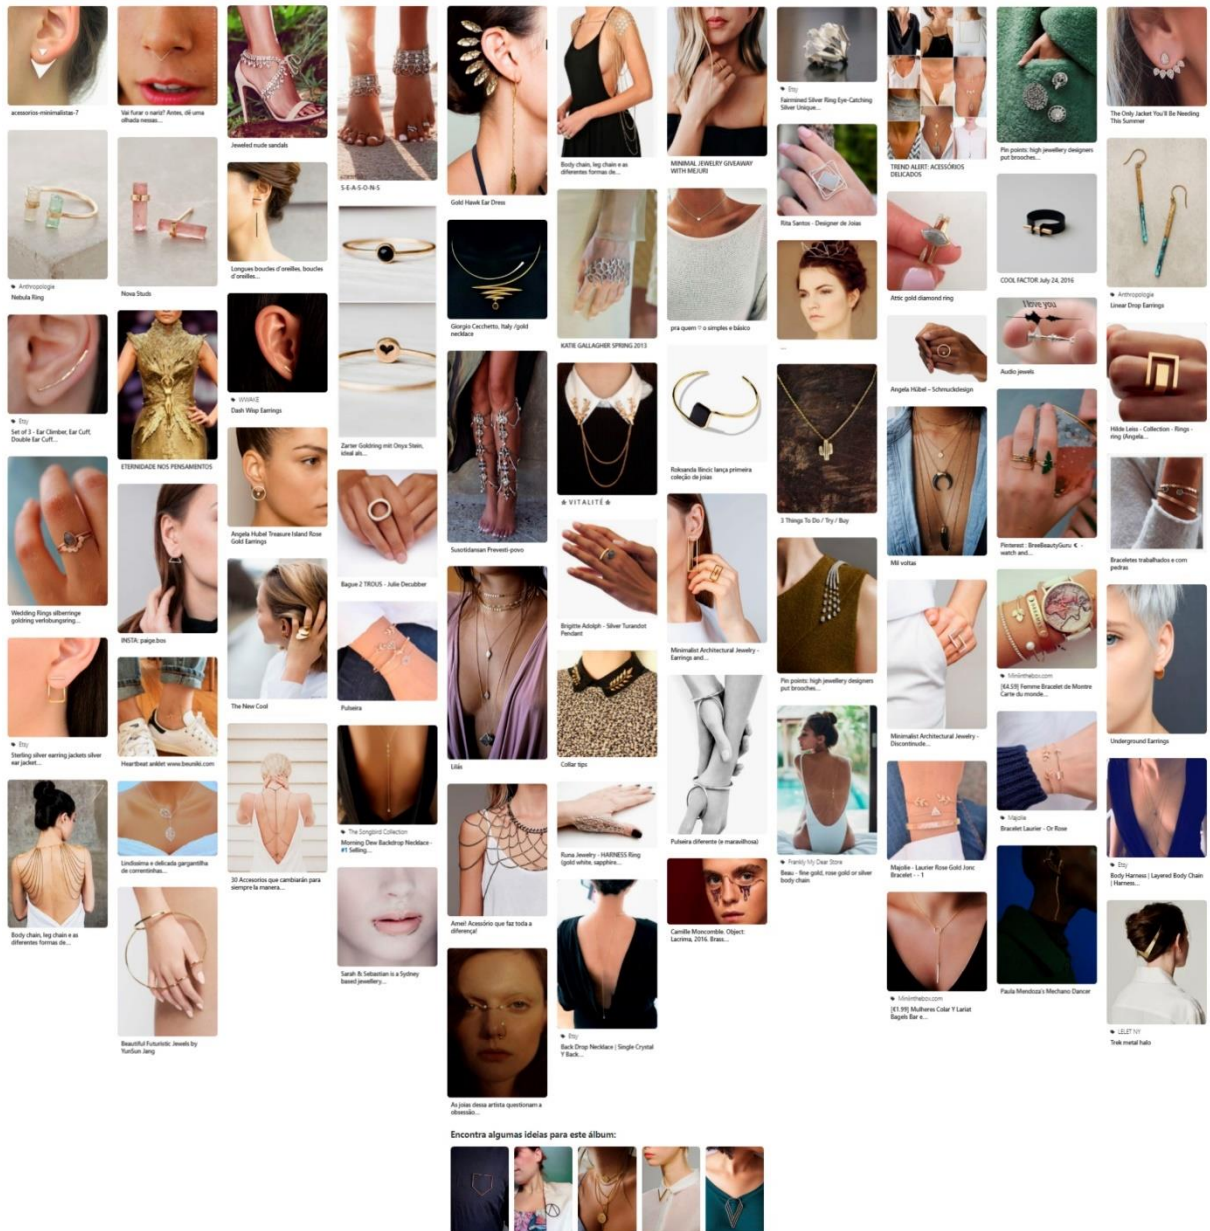 acessorios-minimalistas-7
Anthropologie
Nebula Ring
Etsy
Set of 3 - Ear Climber, Ear Cuff,
Double Ear Cuff...
Wedding Rings silberringe
goldring verlobungsring...
Etsy
Sterling silver earring jackets silver
ear jacket...
Body chain, leg chain e as
diferentes formas de...
Vai furar o nariz? Antes, dê uma
olhada nessas...
Nova Studs
ETERNIDADE NOS PENSAMENTOS
INSTA: paige.box
Heartbeat anklet www.beuniki.com
Lindíssima e delicada gargantilha
de correntinhas...
Beautiful Futuristic Jewels by
YunSun Jang
Jeweled nude sandals
Longues boucles d'oreilles, boucles
d'oreilles...
WWAKE
Dash Wisp Earrings
Angela Hubel Treasure Island Rose
Gold Earrings
The New Cool
30 Accesorios que cambiarán para
siempre la manera...
S-E-A-S-O-N-S
Zarter Goldring mit Onyx Stein,
ideal als...
Bague 2 TROUS - Julie Decubber
Pulseira
The Songbird Collection
Morning Dew Backdrop Necklace -
#1 Selling...
Sarah & Sebastian is a Sydney
based jewellery...
Gold Hawk Ear Dress
Giorgio Cecchetto, Italy /gold
necklace
Susotidansan Prevesti-povo
Lilás
Amei! Acessório que faz toda a
diferença!
As joias dessa artista questionam a
obsessão...
Body chain, leg chain e as
diferentes formas de...
KATIE GALLAGHER SPRING 2013
V I T A L I T É
Brigitte Adolph - Silver Turandot
Pendant
Collar tips
Runa Jewelry - HARNESS Ring
(gold white, sapphire...
Etsy
Back Drop Necklace | Single Crystal
Y Back...
MINIMAL JEWELRY GIVEAWAY
WITH MEJURI
pra quem ♡ o simples e básico
Roksanda Ilincic lança primeira
coleção de joias
Minimalist Architectural Jewelry -
Earrings and...
Pulseira diferente (e maravilhosa)
Camille Moncomble. Object:
Lacrima, 2016. Brass...
Etsy
Fairmined Silver Ring Eye-Catching
Silver Unique...
Rita Santos - Designer de Joias
...
3 Things To Do / Try / Buy
Pin points: high jewellery designers
put brooches...
Frankly My Dear Store
Beau - fine gold, rose gold or silver
body chain
TREND ALERT: ACESSÓRIOS
DELICADOS
Attic gold diamond ring
Angela Hübel – Schmuckdesign
Mil voltas
Minimalist Architectural Jewelry -
Discontinude...
Majolie - Laurier Rose Gold Jonc
Bracelet - - 1
Miniinthebox.com
[€1.99] Mulheres Colar Y Lariat
Bagels Bar e...
Pin points: high jewellery designers
put brooches...
COOL FACTOR July 24, 2016
I love you
Audio jewels
Pinterest : BreeBeautyGuru € -
watch and...
Miniinthebox.com
[€4.59] Femme Bracelet de Montre
Carte du monde...
Majolie
Bracelet Laurier - Or Rose
Paula Mendoza's Mechano Dancer
The Only Jacket You'll Be Needing
This Summer
Anthropologie
Linear Drop Earrings
Hilde Leiss - Collection - Rings -
ring (Angela...
Braceletes trabalhados e com
pedras
Underground Earrings
Etsy
Body Harness | Layered Body Chain
| Harness...
LELET NY
Trek metal halo
Encontra algumas ideias para este álbum: